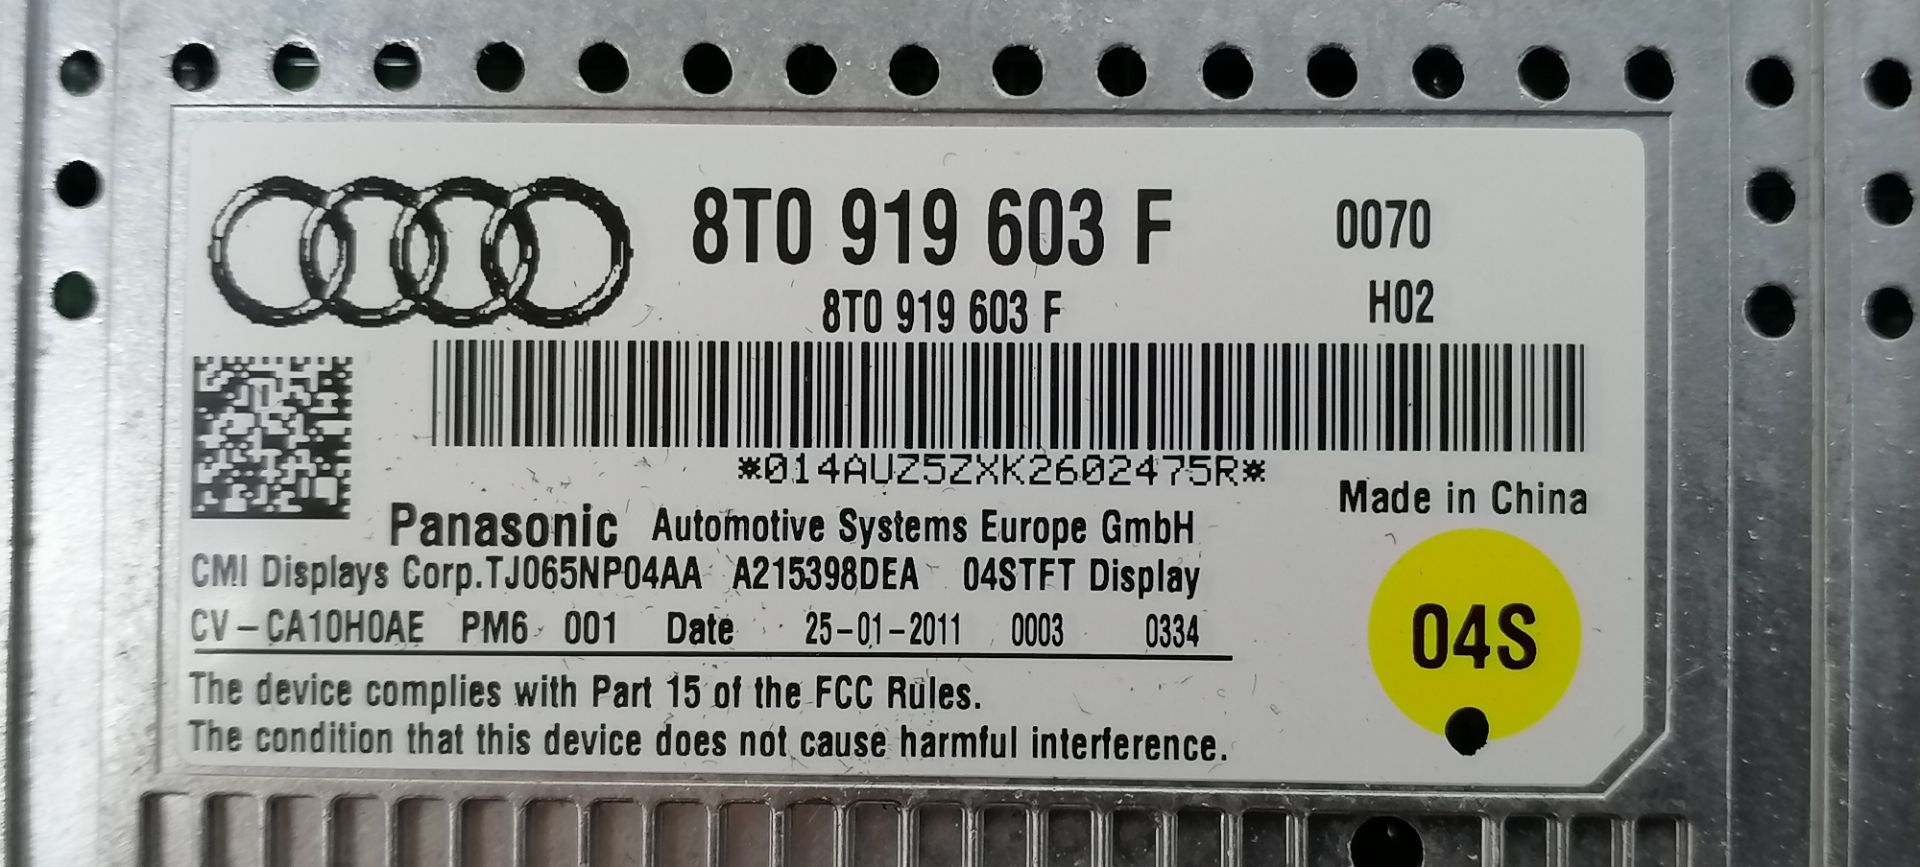 8T0 919 603 F 0070
8T0 919 603 F H02
*014AUZ5ZXK2602475R*
Made in China
Panasonic Automotive Systems Europe GmbH
CMI Displays Corp.TJ065NP04AA A215398DEA 04STFT Display
CV-CA10H0AE PM6 001 Date 25-01-2011 0003 0334
04S
The device complies with Part 15 of the FCC Rules.
The condition that this device does not cause harmful interference.